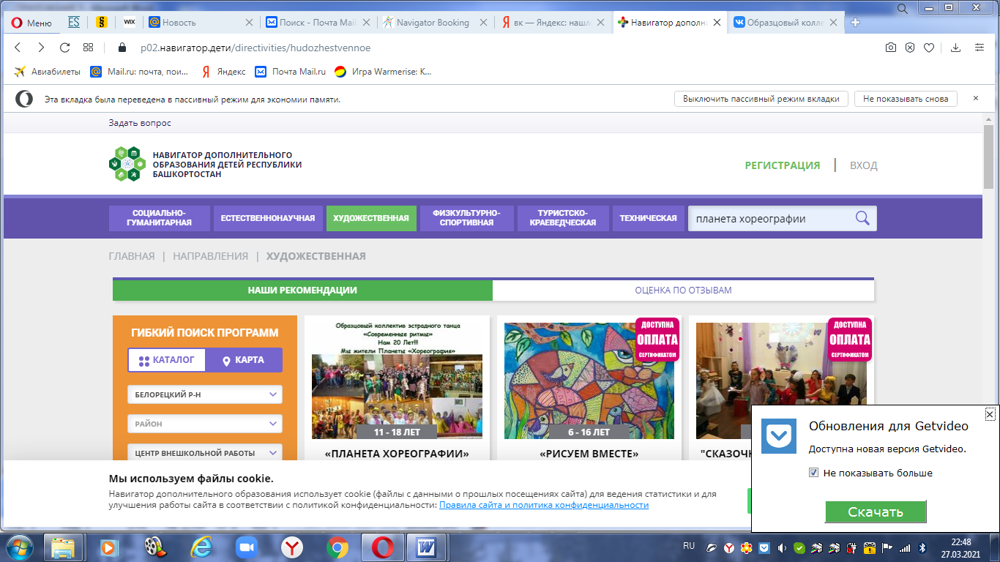 Меню
ES
§
WIX
Новость
Поиск - Почта Mail
Navigator Booking
вк — Яндекс: нашл
Навигатор дополн
Образцовый колле
p02.навигатор.дети/directivities/hudozhestvennoe
Авиабилеты
Mail.ru: почта, пои...
Яндекс
Почта Mail.ru
Игра Warmerise: К...
Эта вкладка была переведена в пассивный режим для экономии памяти.
Выключить пассивный режим вкладки
Не показывать снова
Задать вопрос
НАВИГАТОР ДОПОЛНИТЕЛЬНОГО
ОБРАЗОВАНИЯ ДЕТЕЙ РЕСПУБЛИКИ
БАШКОРТОСТАН
РЕГИСТРАЦИЯ | ВХОД
СОЦИАЛЬНО-
ГУМАНИТАРНАЯ
ЕСТЕСТВЕННОНАУЧНАЯ
ХУДОЖЕСТВЕННАЯ
ФИЗКУЛЬТУРНО-
СПОРТИВНАЯ
ТУРИСТСКО-
КРАЕВЕДЧЕСКАЯ
ТЕХНИЧЕСКАЯ
планета хореографии
ГЛАВНАЯ | НАПРАВЛЕНИЯ | ХУДОЖЕСТВЕННАЯ
НАШИ РЕКОМЕНДАЦИИ
ОЦЕНКА ПО ОТЗЫВАМ
ГИБКИЙ ПОИСК ПРОГРАММ
КАТАЛОГ
КАРТА
БЕЛОРЕЦКИЙ Р-Н
РАЙОН
ЦЕНТР ВНЕШКОЛЬНОЙ РАБОТЫ
Образцовый коллектив эстрадного танца
«Современные ритмы»
Нам 20 Лет!!!
Мы жители Планеты «Хореография»
11 - 18 ЛЕТ
«ПЛАНЕТА ХОРЕОГРАФИИ»
ДОСТУПНА
ОПЛАТА
СЕРТИФИКАТОМ
6 - 16 ЛЕТ
«РИСУЕМ ВМЕСТЕ»
ДОСТУПНА
ОПЛАТА
СЕРТИФИКАТОМ
Мы используем файлы cookie.
Навигатор дополнительного образования использует cookie (файлы с данными о прошлых посещениях сайта) для ведения статистики и для
улучшения работы сайта в соответствии с политикой конфиденциальности: Правила сайта и политика конфиденциальности
Обновления для Getvideo
Доступна новая версия Getvideo.
Не показывать больше
Скачать
RU
22:48
27.03.2021